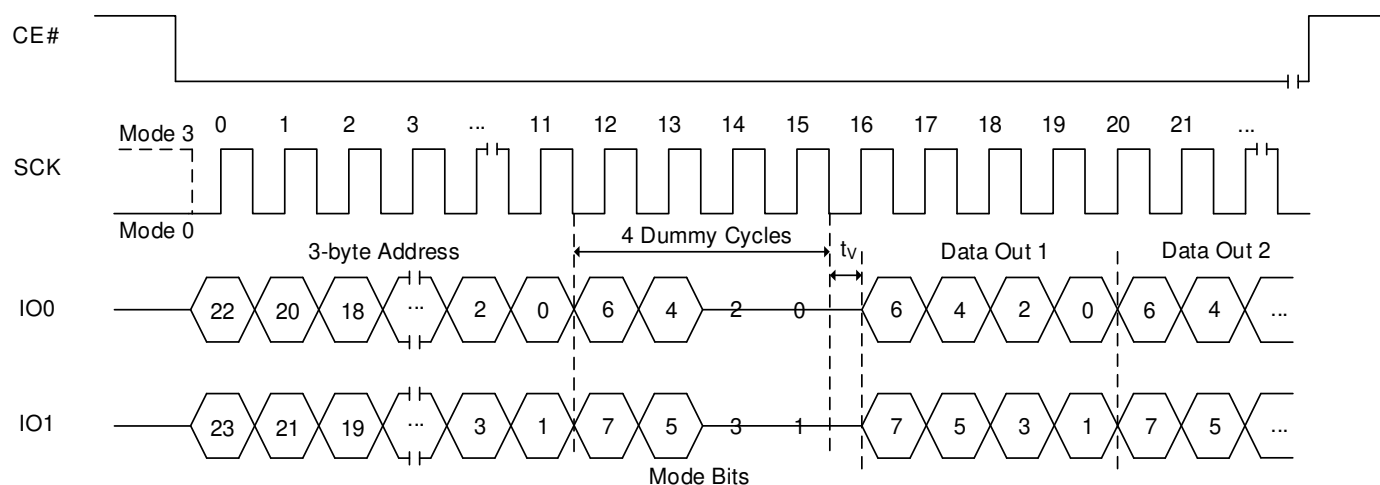 CE#
Mode 3 0 1 2 3 ... 11 12 13 14 15 16 17 18 19 20 21 ...
SCK
Mode 0
3-byte Address 4 Dummy Cycles tV Data Out 1 Data Out 2
IO0 22 20 18 ... 2 0 6 4 2 0 6 4 2 0 6 4 ...
IO1 23 21 19 ... 3 1 7 5 3 1 7 5 3 1 7 5 ...
Mode Bits